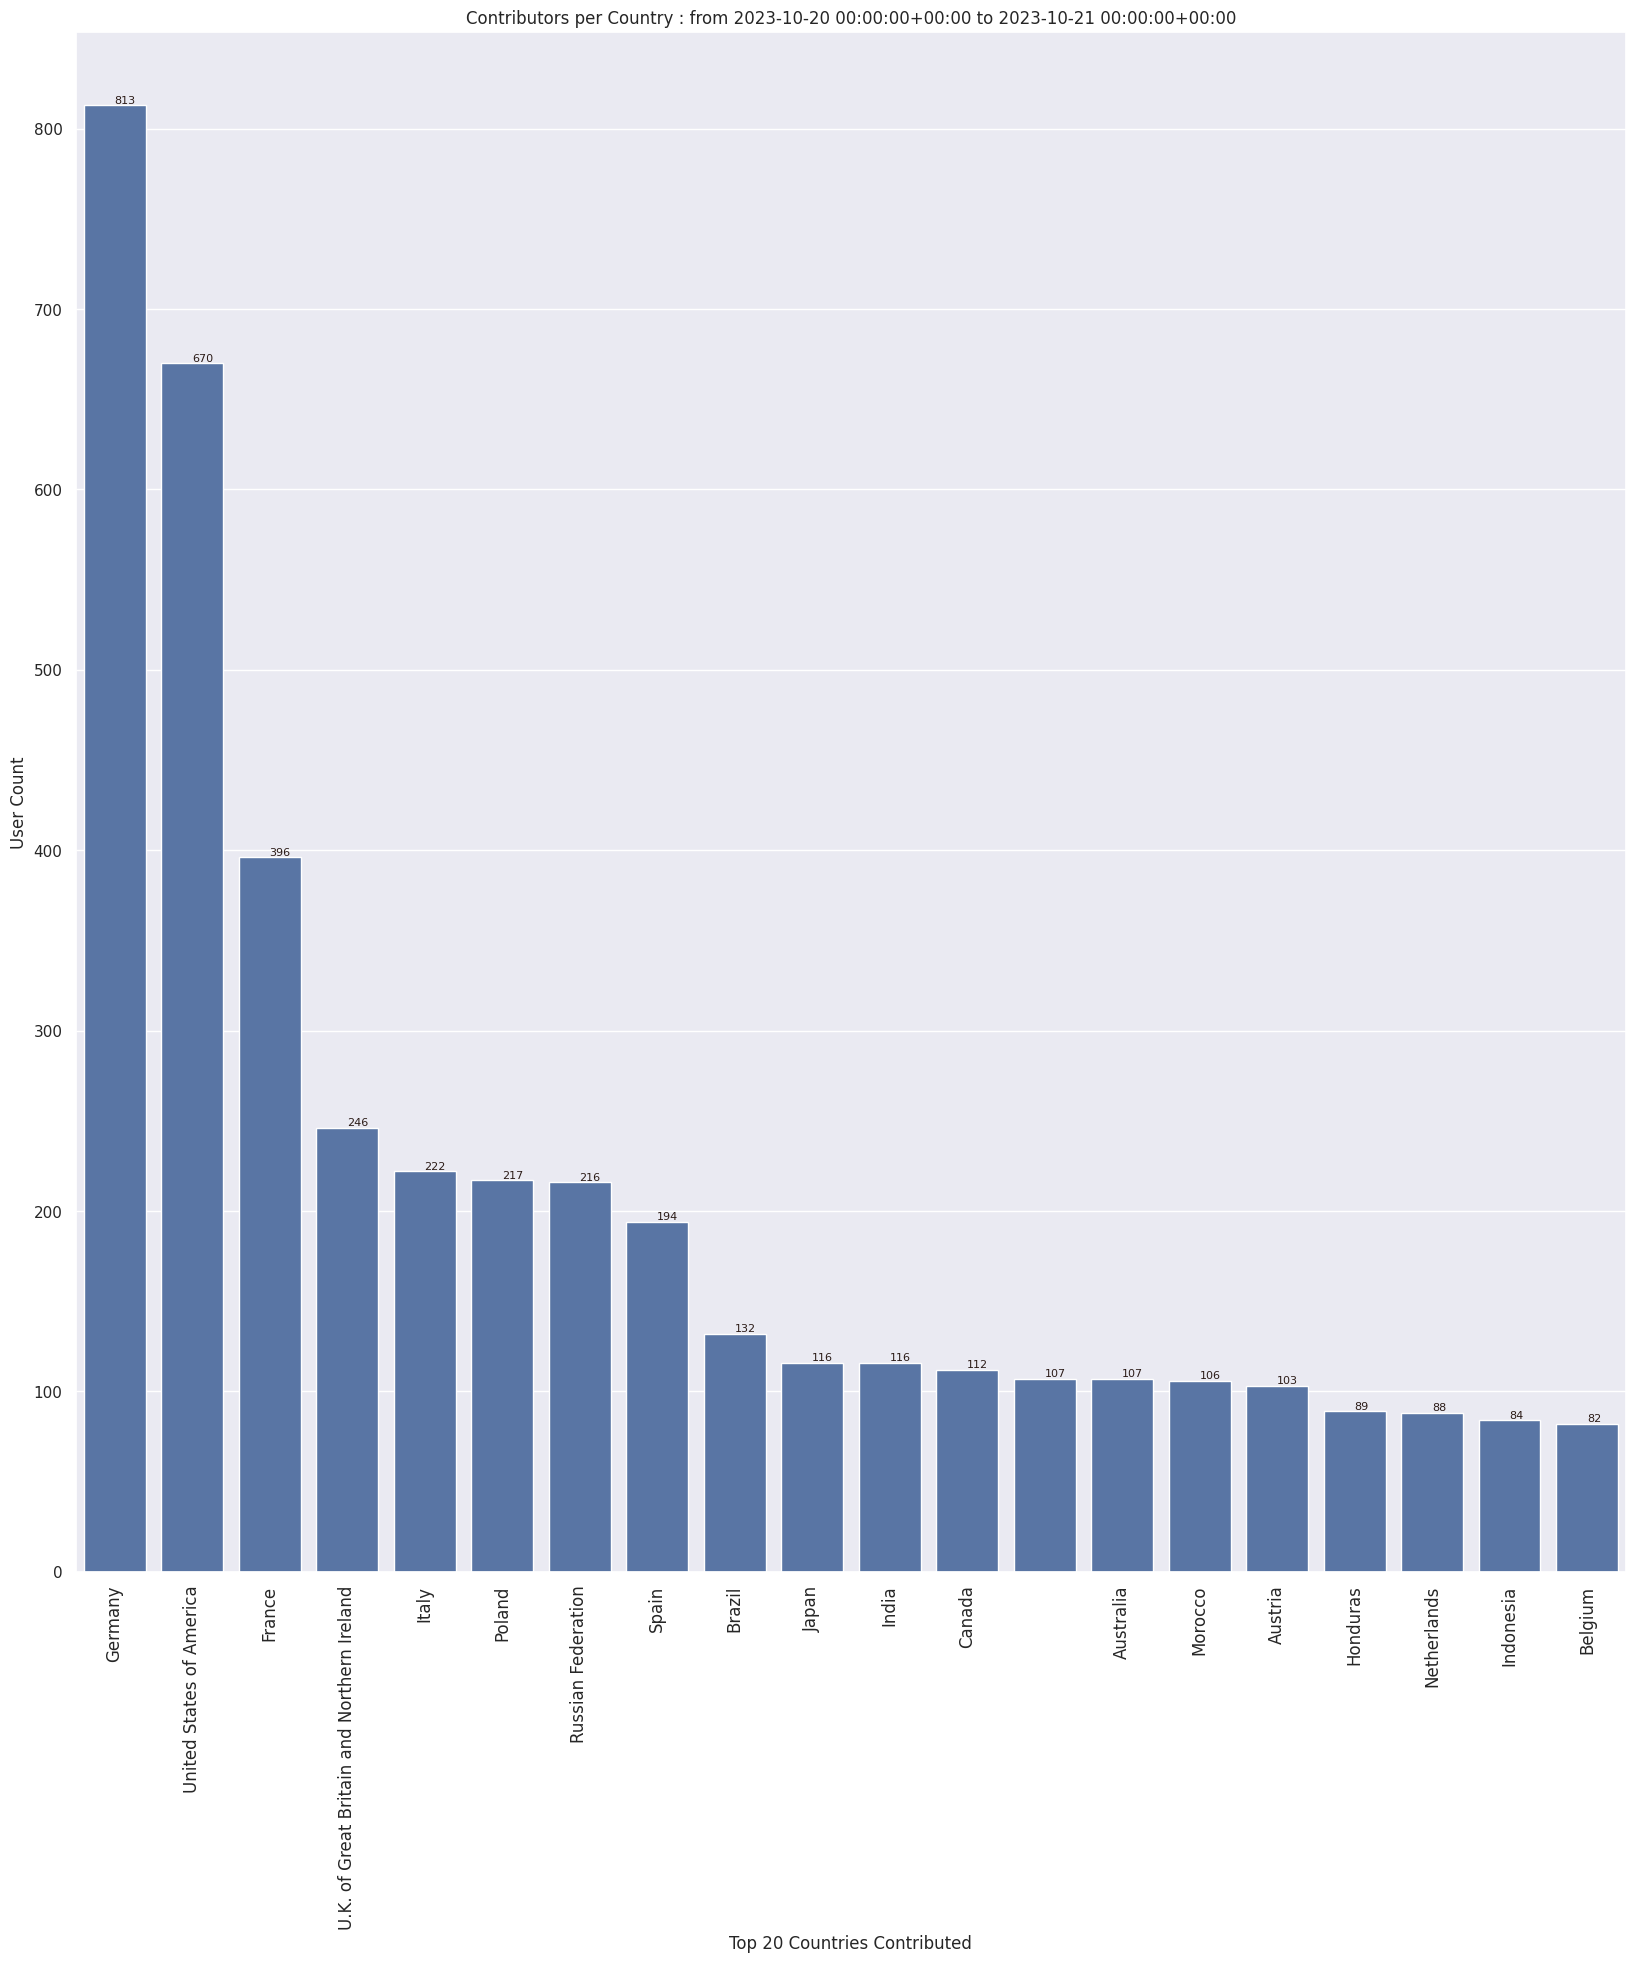 Contributors per Country : from 2023-10-20 00:00:00+00:00 to 2023-10-21 00:00:00+00:00
User Count
800
700
600
500
400
300
200
100
0
813
670
396
246
222
217
216
194
132
116
116
112
107
107
106
103
89
88
84
82
Germany
United States of America
France
U.K. of Great Britain and Northern Ireland
Italy
Poland
Russian Federation
Spain
Brazil
Japan
India
Canada
Australia
Morocco
Austria
Honduras
Netherlands
Indonesia
Belgium
Top 20 Countries Contributed